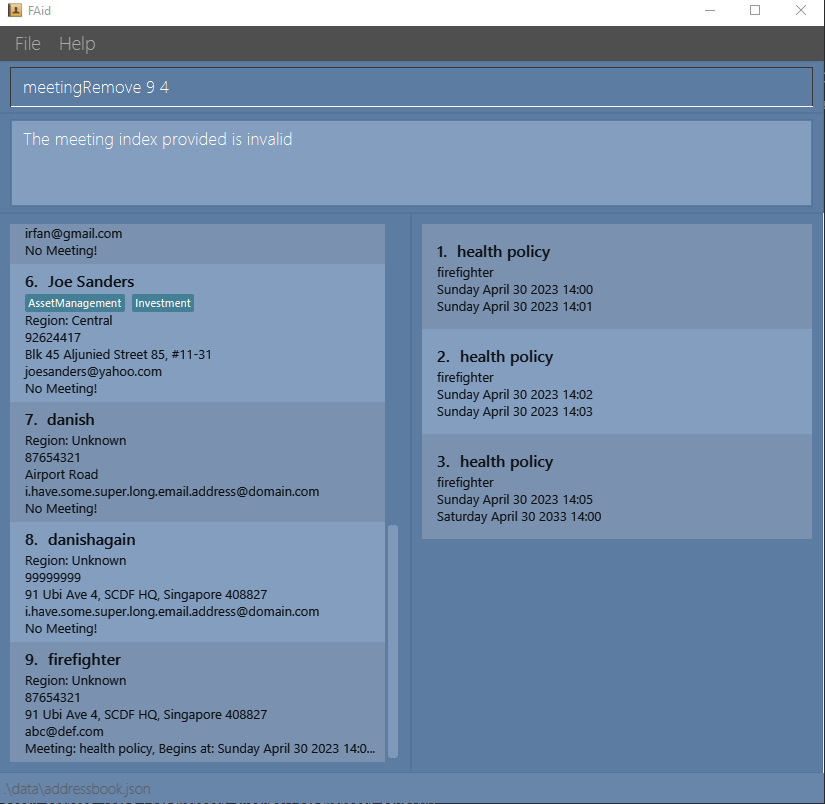 FAid
File Help
meetingRemove 9 4
The meeting index provided is invalid
irfan@gmail.com
No Meeting!
6. Joe Sanders
AssetManagement Investment
Region: Central
92624417
Blk 45 Aljunied Street 85, #11-31
joesanders@yahoo.com
No Meeting!
7. danish
Region: Unknown
87654321
Airport Road
i.have.some.super.long.email.address@domain.com
No Meeting!
8. danishagain
Region: Unknown
99999999
91 Ubi Ave 4, SCDF HQ, Singapore 408827
i.have.some.super.long.email.address@domain.com
No Meeting!
9. firefighter
Region: Unknown
87654321
91 Ubi Ave 4, SCDF HQ, Singapore 408827
abc@def.com
Meeting: health policy, Begins at: Sunday April 30 2023 14:0...
1. health policy
firefighter
Sunday April 30 2023 14:00
Sunday April 30 2023 14:01
2. health policy
firefighter
Sunday April 30 2023 14:02
Sunday April 30 2023 14:03
3. health policy
firefighter
Sunday April 30 2023 14:05
Saturday April 30 2033 14:00
.\data\addressbook.json